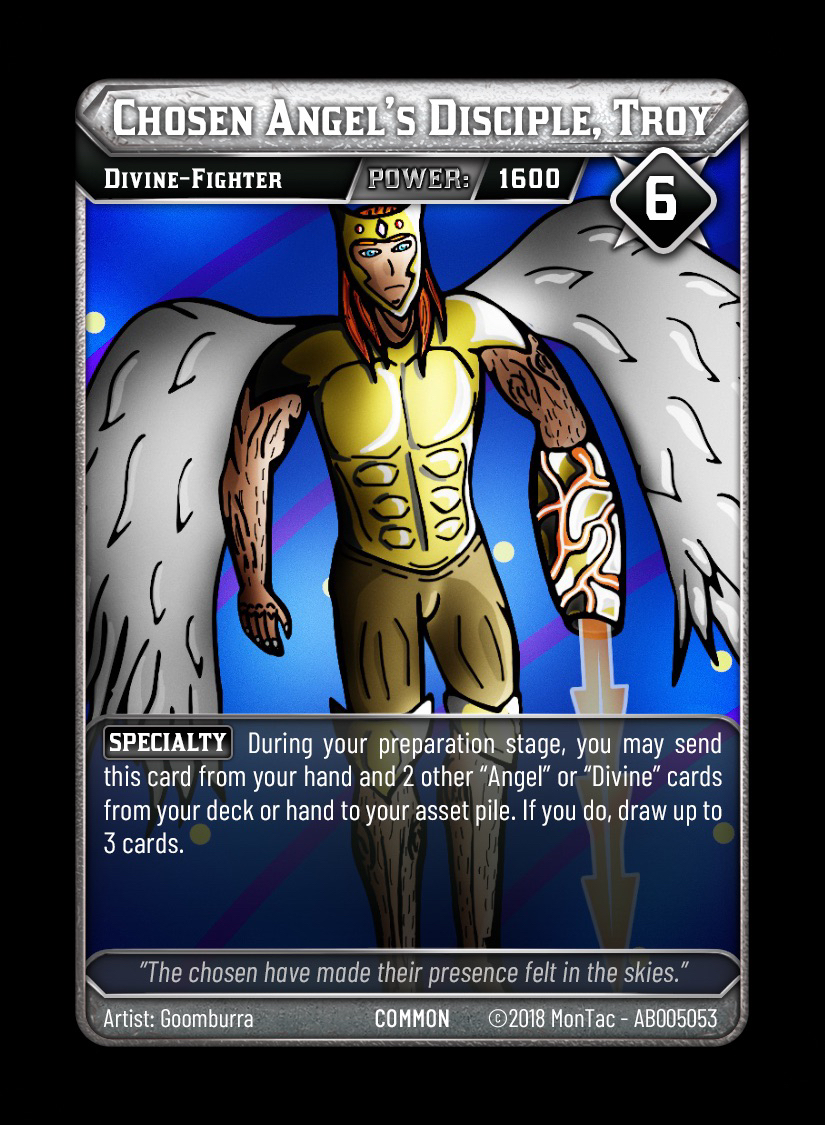 Chosen Angel's Disciple, Troy
Divine-Fighter POWER: 1600
6
SPECIALTY During your preparation stage, you may send
this card from your hand and 2 other “Angel” or “Divine” cards
from your deck or hand to your asset pile. If you do, draw up to
3 cards.
"The chosen have made their presence felt in the skies."
Artist: Goomburra COMMON ©2018 MonTac - AB005053